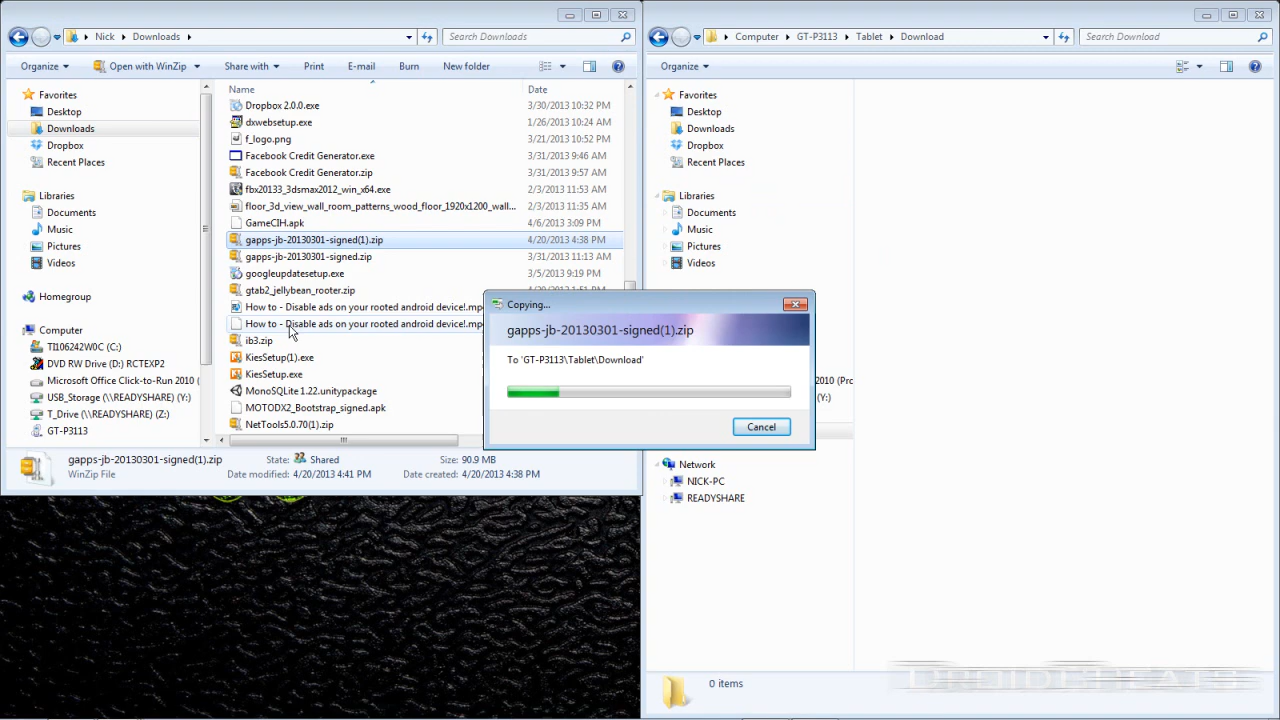 Nick Downloads
Search Downloads
Organize
Open with WinZip
Share with
Print
E-mail
Burn
New folder
Favorites
Desktop
Downloads
Dropbox
Recent Places
Libraries
Documents
Music
Pictures
Videos
Homegroup
Computer
TI106242W0C (C:)
DVD RW Drive (D:) RCTEXP2
Microsoft Office Click-to-Run 2010 (
USB_Storage (\\READYSHARE) (Y:)
T_Drive (\\READYSHARE) (Z:)
GT-P3113
Name Date
Dropbox 2.0.0.exe 3/30/2013 10:32 PM
dxwebsetup.exe 1/26/2013 10:24 AM
f_logo.png 3/21/2013 10:52 PM
Facebook Credit Generator.exe 3/31/2013 9:46 AM
Facebook Credit Generator.zip 3/31/2013 9:57 AM
fbx20133_3dsmax2012_win_x64.exe 2/3/2013 11:53 AM
floor_3d_view_wall_room_patterns_wood_floor_1920x1200_wall... 2/3/2013 11:35 AM
GameCIH.apk 4/6/2013 3:09 PM
gapps-jb-20130301-signed(1).zip 4/20/2013 4:38 PM
gapps-jb-20130301-signed.zip 3/31/2013 11:13 AM
googleupdatesetup.exe 3/5/2013 9:19 PM
gtab2_jellybean_rooter.zip
How to - Disable ads on your rooted android device!.mp
How to - Disable ads on your rooted android device!.mp
ib3.zip
KiesSetup(1).exe
KiesSetup.exe
MonoSQLite 1.22.unitypackage
MOTODX2_Bootstrap_signed.apk
NetTools5.0.70(1).zip
gapps-jb-20130301-signed(1).zip State: Shared Size: 90.9 MB
WinZip File Date modified: 4/20/2013 4:41 PM Date created: 4/20/2013 4:38 PM
Copying...
gapps-jb-20130301-signed(1).zip
To 'GT-P3113\Tablet\Download'
Cancel
Computer GT-P3113 Tablet Download
Search Download
Organize
Favorites
Desktop
Downloads
Dropbox
Recent Places
Libraries
Documents
Music
Pictures
Videos
2010 (Pro
(Y:)
Network
NICK-PC
READYSHARE
0 items